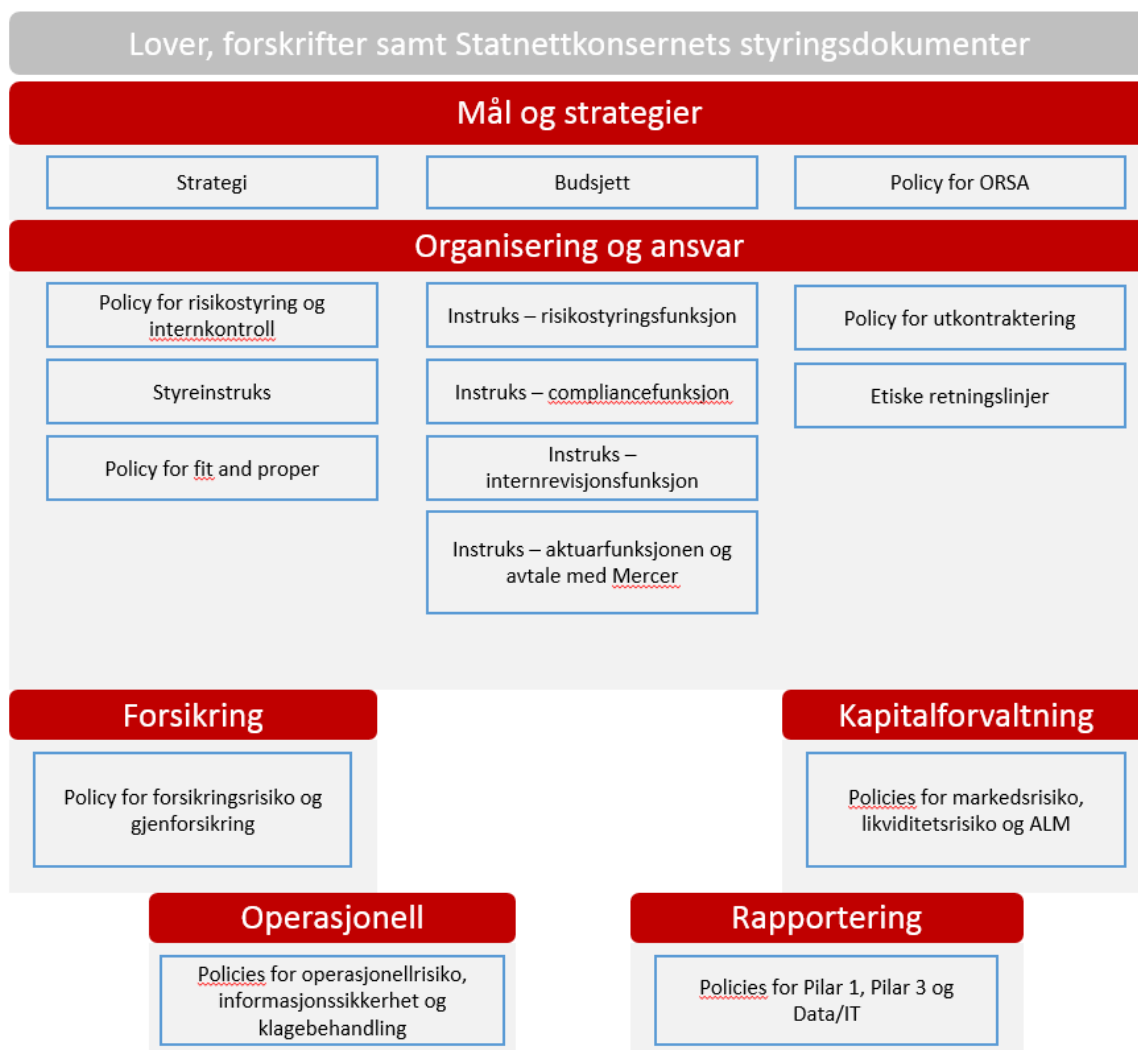 Lover, forskrifter samt Statnettkonsernets styringsdokumenter
Mål og strategier
Strategi
Budsjett
Policy for ORSA
Organisering og ansvar
Policy for risikostyring og
internkontroll
Styreinstruks
Policy for fit and proper
Instruks – risikostyringsfunksjon
Instruks – compliancefunksjon
Instruks –
internrevisjonsfunksjon
Instruks – aktuarfunksjonen og
avtale med Mercer
Policy for utkontraktering
Etiske retningslinjer
Forsikring
Policy for forsikringsrisiko og
gjenforsikring
Kapitalforvaltning
Policies for markedsrisiko,
likviditetsrisiko og ALM
Operasjonell
Policies for operasjonellrisiko,
informasjonssikkerhet og
klagebehandling
Rapportering
Policies for Pilar 1, Pilar 3 og
Data/IT